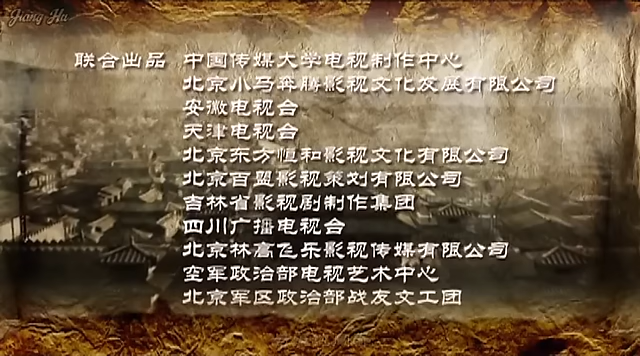 Jiang Hu
联合出品 中国传媒大学电视制作中心
北京小马奔腾影视文化发展有限公司
安徽电视台
天津电视台
北京东方恒和影视文化有限公司
北京百盟影视策划有限公司
吉林省影视剧制作集团
四川广播电视台
北京林高飞乐影视传媒有限公司
空军政治部电视艺术中心
北京军区政治部战友文工团